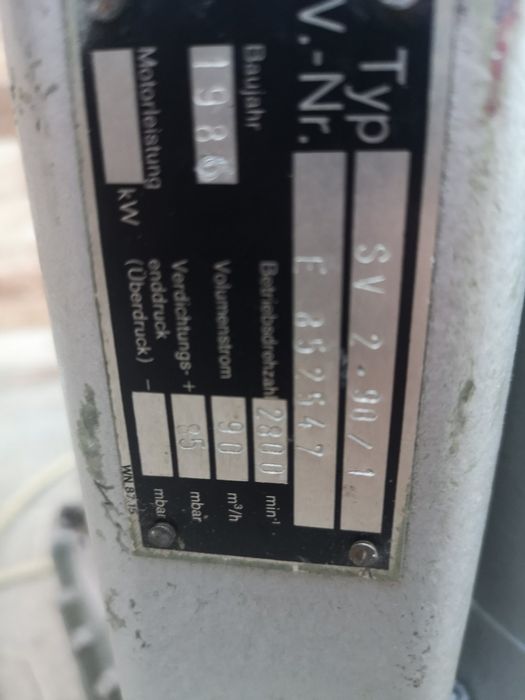 Typ SV 2.90/1
V.-Nr. E 852547
Baujahr Betriebsdrehzahl 2800 min⁻¹
1986 Volumenstrom 90 m³/h
Motorleistung Verdichtungs- + 85 mbar
kW enddruck
(Überdruck) - mbar